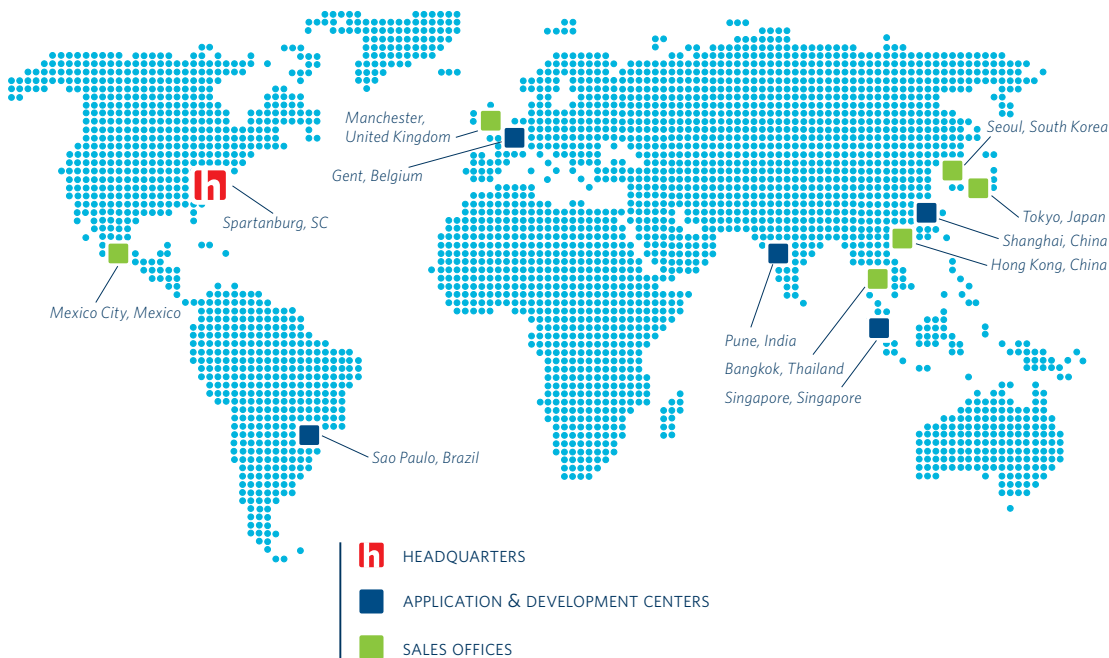 Manchester,
United Kingdom
Gent, Belgium
Seoul, South Korea
Spartanburg, SC
Tokyo, Japan
Shanghai, China
Hong Kong, China
Mexico City, Mexico
Pune, India
Bangkok, Thailand
Singapore, Singapore
Sao Paulo, Brazil
h HEADQUARTERS
APPLICATION & DEVELOPMENT CENTERS
SALES OFFICES